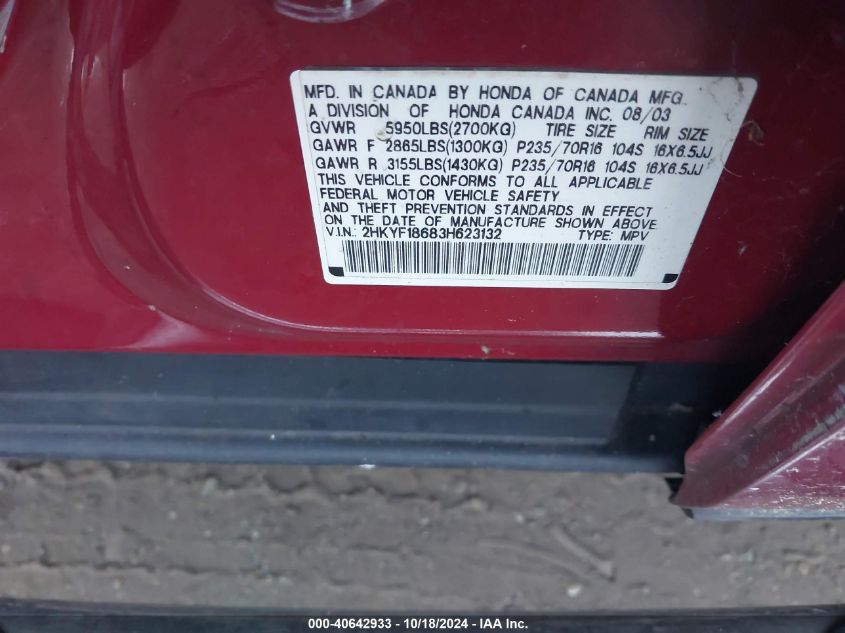 MFD. IN CANADA BY HONDA OF CANADA MFG.
A DIVISION OF HONDA CANADA INC. 08/03
GVWR 5950LBS(2700KG) TIRE SIZE RIM SIZE
GAWR F 2865LBS(1300KG) P235/70R16 104S 16X6.5JJ
GAWR R 3155LBS(1430KG) P235/70R16 104S 16X6.5JJ
THIS VEHICLE CONFORMS TO ALL APPLICABLE
FEDERAL MOTOR VEHICLE SAFETY
AND THEFT PREVENTION STANDARDS IN EFFECT
ON THE DATE OF MANUFACTURE SHOWN ABOVE
V.I.N.: 2HKYF18683H623132 TYPE: MPV
000-40642933 - 10/18/2024 - IAA Inc.